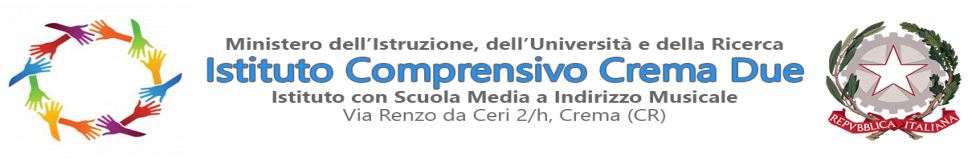 Ministero dell'Istruzione, dell'Università e della Ricerca
Istituto Comprensivo Crema Due
Istituto con Scuola Media a Indirizzo Musicale
Via Renzo da Ceri 2/h, Crema (CR)
REPVBBLICA ITALIANA